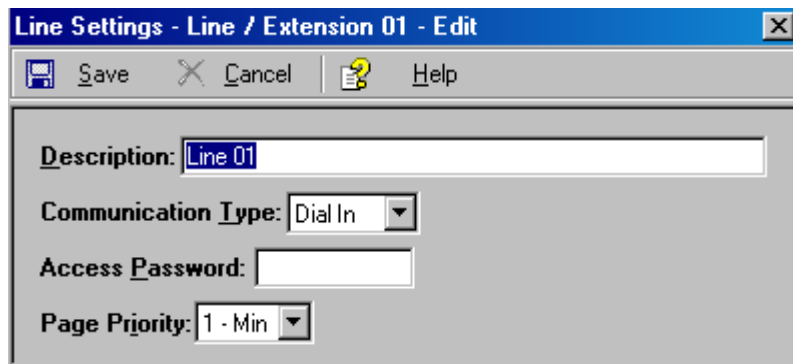 Line Settings - Line / Extension 01 - Edit
Save Cancel Help
Description: Line 01
Communication Type: Dial In
Access Password:
Page Priority: 1 - Min